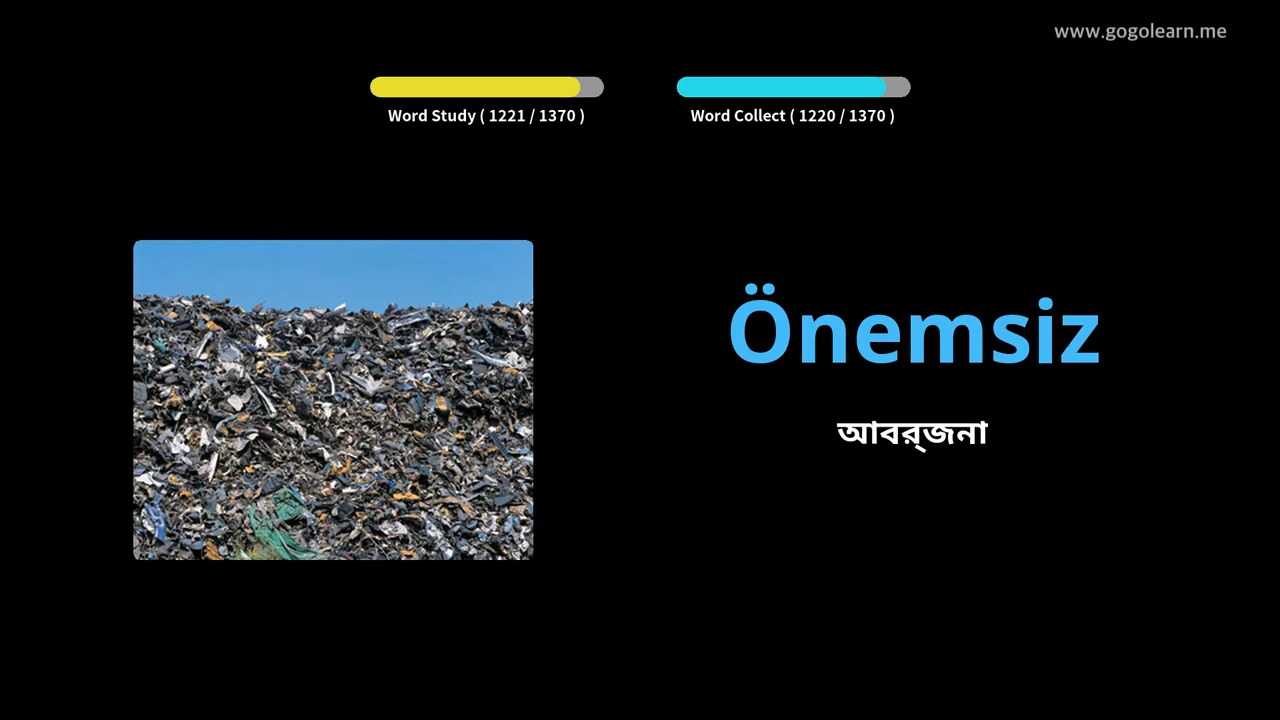 www.gogolearn.me
Word Study ( 1221 / 1370 )
Word Collect ( 1220 / 1370 )
Önemsiz
আবর্জনা